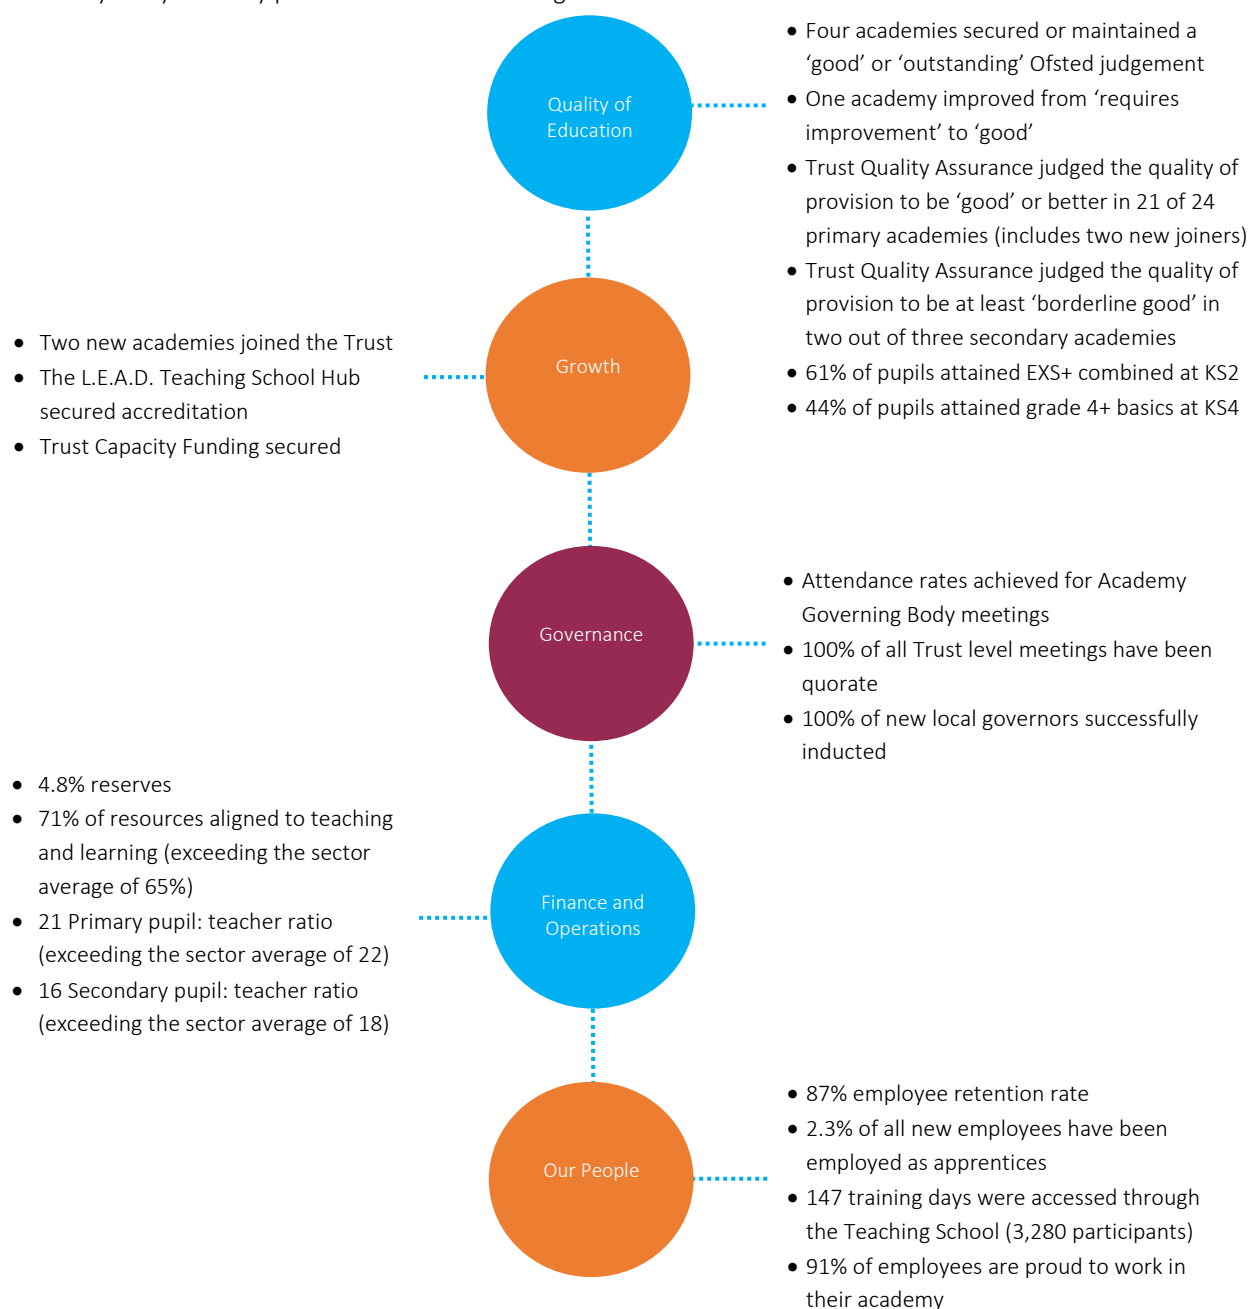 Quality of
Education
• Four academies secured or maintained a
‘good’ or ‘outstanding’ Ofsted judgement
• One academy improved from ‘requires
improvement’ to ‘good’
• Trust Quality Assurance judged the quality of
provision to be ‘good’ or better in 21 of 24
primary academies (includes two new joiners)
• Trust Quality Assurance judged the quality of
provision to be at least ‘borderline good’ in
two out of three secondary academies
• 61% of pupils attained EXS+ combined at KS2
• 44% of pupils attained grade 4+ basics at KS4
Growth
• Two new academies joined the Trust
• The L.E.A.D. Teaching School Hub
secured accreditation
• Trust Capacity Funding secured
Governance
• Attendance rates achieved for Academy
Governing Body meetings
• 100% of all Trust level meetings have been
quorate
• 100% of new local governors successfully
inducted
Finance and
Operations
• 4.8% reserves
• 71% of resources aligned to teaching
and learning (exceeding the sector
average of 65%)
• 21 Primary pupil: teacher ratio
(exceeding the sector average of 22)
• 16 Secondary pupil: teacher ratio
(exceeding the sector average of 18)
Our People
• 87% employee retention rate
• 2.3% of all new employees have been
employed as apprentices
• 147 training days were accessed through
the Teaching School (3,280 participants)
• 91% of employees are proud to work in
their academy